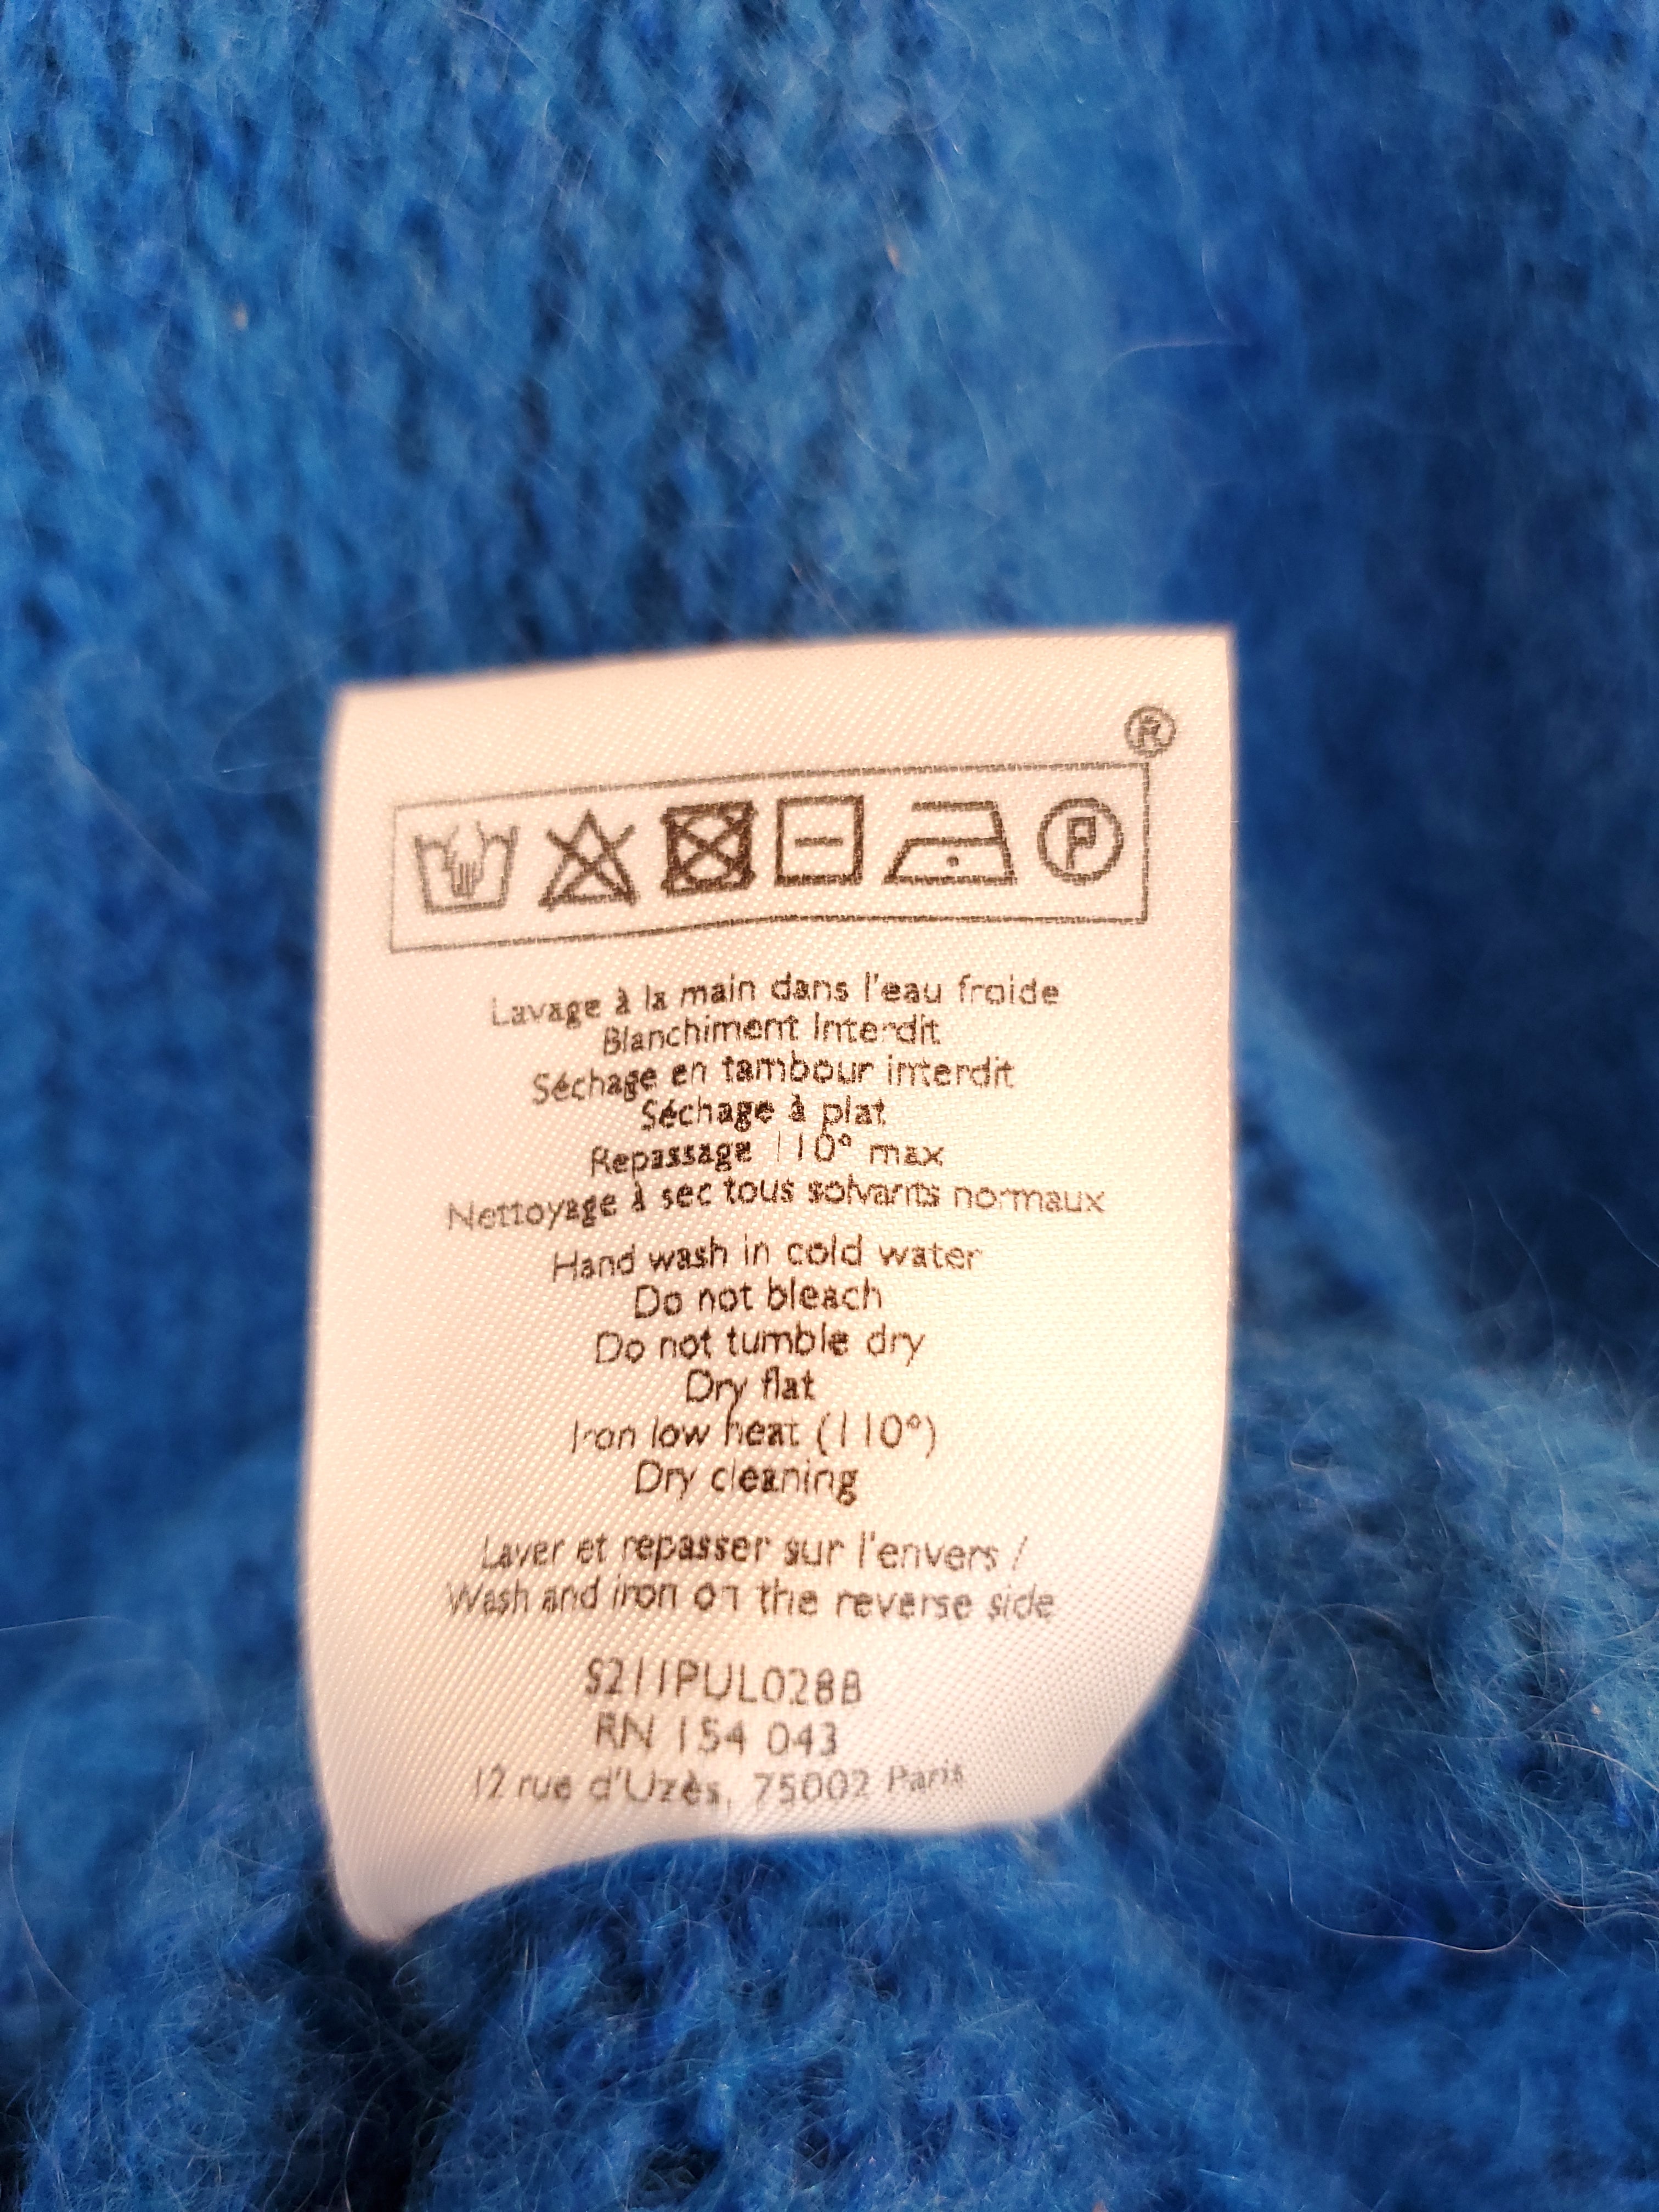 ®
P
Lavage à la main dans l'eau froide
Blanchiment Interdit
Séchage en tambour interdit
Séchage à plat
Repassage 110° max
Nettoyage à sec tous solvants normaux
Hand wash in cold water
Do not bleach
Do not tumble dry
Dry flat
Iron low heat (110°)
Dry cleaning
Laver et repasser sur l'envers /
Wash and iron on the reverse side
S211PUL028B
RN 154 043
12 rue d'Uzès, 75002 Paris